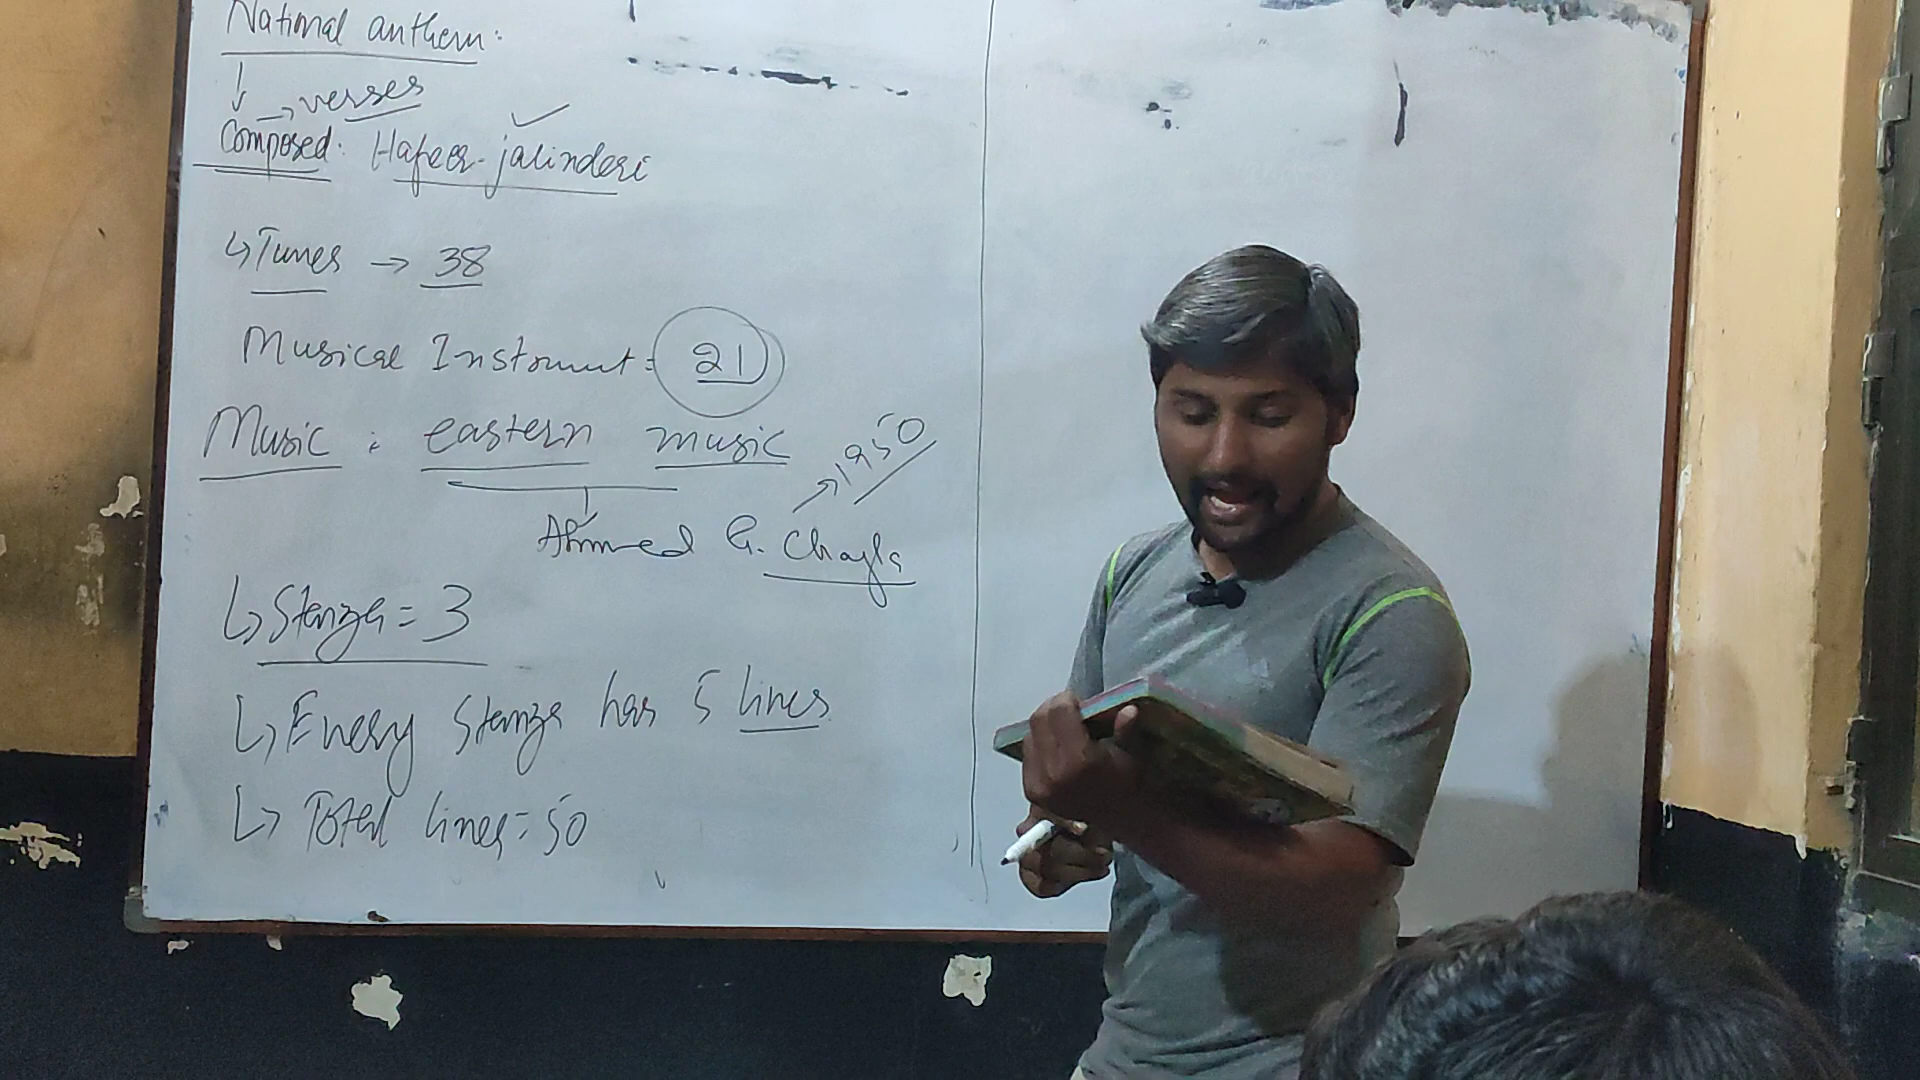 National anthem:
→ verses
Composed: Hafeez-jalinderi
↳ Tunes → 38
Musical Instrumut = 21
Music : eastern music
→ 1950
Ahmed G. Chagla
↳ Stanza = 3
↳ Every Stanza has 5 lines
↳ Total lines = 50